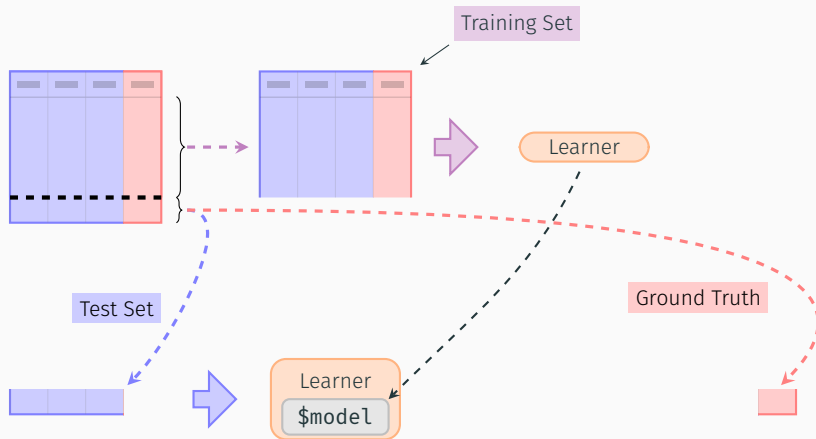 Training Set
Learner
Test Set
Ground Truth
Learner
$model